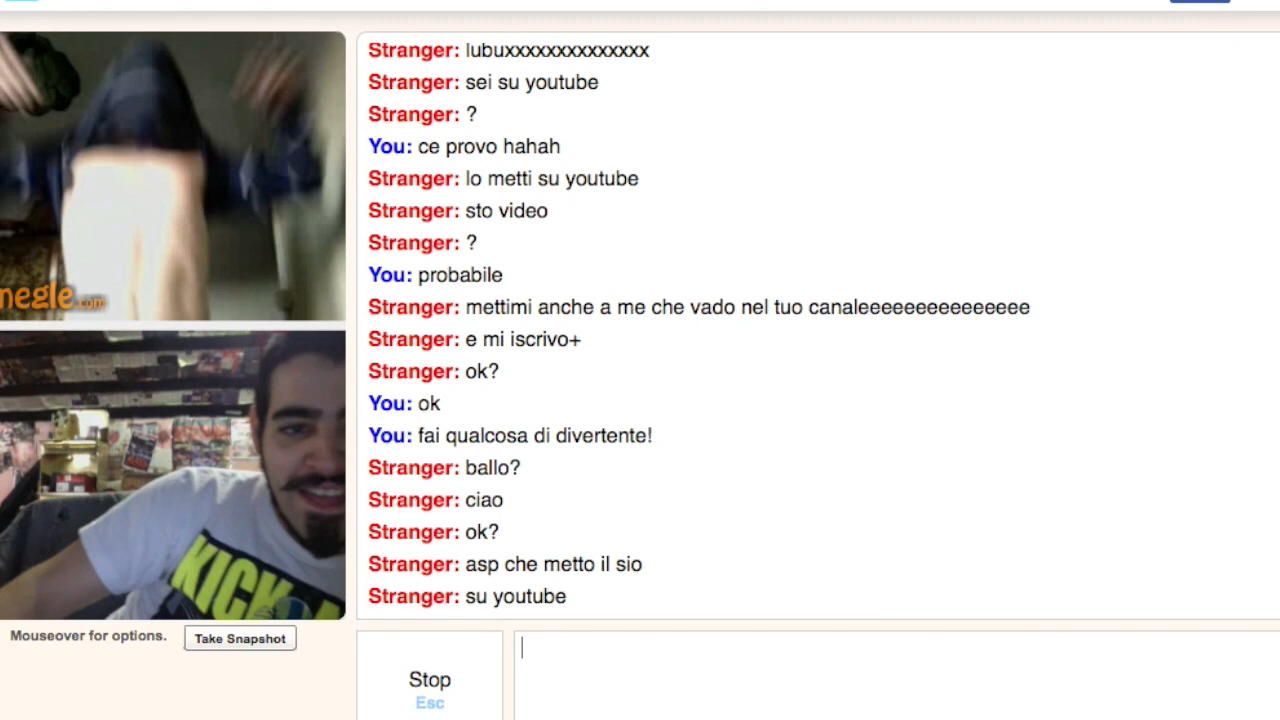 Stranger: lubuxxxxxxxxxxxxxx
Stranger: sei su youtube
Stranger: ?
You: ce provo hahah
Stranger: lo metti su youtube
Stranger: sto video
Stranger: ?
You: probabile
Stranger: mettimi anche a me che vado nel tuo canaleeeeeeeeeeeeeee
Stranger: e mi iscrivo+
Stranger: ok?
You: ok
You: fai qualcosa di divertente!
Stranger: ballo?
Stranger: ciao
Stranger: ok?
Stranger: asp che metto il sio
Stranger: su youtube
negle.com
KICK
Mouseover for options.
Take Snapshot
Stop
Esc